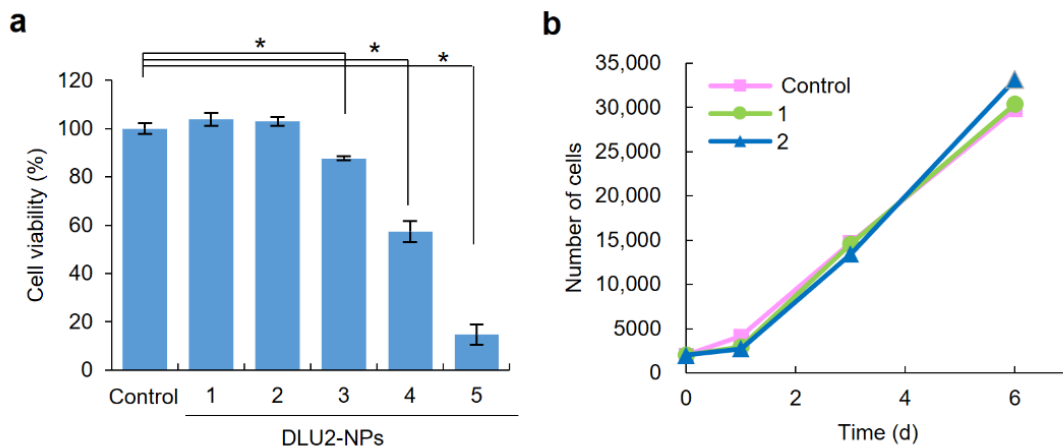 a
* * *
120
100
80
60
40
20
0
Cell viability (%)
Control 1 2 3 4 5
DLU2-NPs
b
35,000
30,000
25,000
20,000
15,000
10,000
5000
0
Number of cells
Control
1
2
0 2 4 6
Time (d)